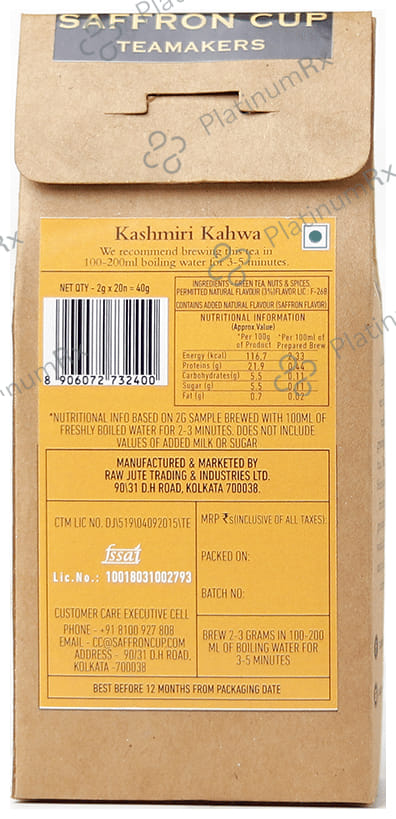 SAFFRON CUP
TEAMAKERS
PlatinumRx
Kashmiri Kahwa
We recommend brewing this tea in
100-200ml boiling water for 3-5 minutes.
NET QTY - 2g x 20n = 40g
8 906072 732400
INGREDIENTS:- GREEN TEA, NUTS & SPICES,
PERMITTED NATURAL FLAVOUR (3%)FLAVOR LIC : F-268
CONTAINS ADDED NATURAL FLAVOUR (SAFFRON FLAVOR)
NUTRITIONAL INFORMATION
(Approx.Value)
*Per 100g *Per 100ml of
of Product Prepared Brew
Energy (kcal) 116.7 2.33
Proteins (g) 21.9 0.44
Carbohydrates(g) 5.5 0.11
Sugar (g) 5.5 0.011
Fat (g) 0.7 0.02
*NUTRITIONAL INFO BASED ON 2G SAMPLE BREWED WITH 100ML OF
FRESHLY BOILED WATER FOR 2-3 MINUTES. DOES NOT INCLUDE
VALUES OF ADDED MILK OR SUGAR
MANUFACTURED & MARKETED BY
RAW JUTE TRADING & INDUSTRIES LTD.
90\31 D.H ROAD, KOLKATA 700038.
CTM LIC NO. DJ\519\04092015\TE
fssai
Lic.No.: 10018031002793
CUSTOMER CARE EXECUTIVE CELL
PHONE - +91 8100 927 808
EMAIL - CC@SAFFRONCUP.COM
ADDRESS - 90/31 D.H ROAD,
KOLKATA -700038
MRP ₹s(INCLUSIVE OF ALL TAXES):
PACKED ON:
BATCH NO:
BREW 2-3 GRAMS IN 100-200
ML OF BOILING WATER FOR
3-5 MINUTES
BEST BEFORE 12 MONTHS FROM PACKAGING DATE